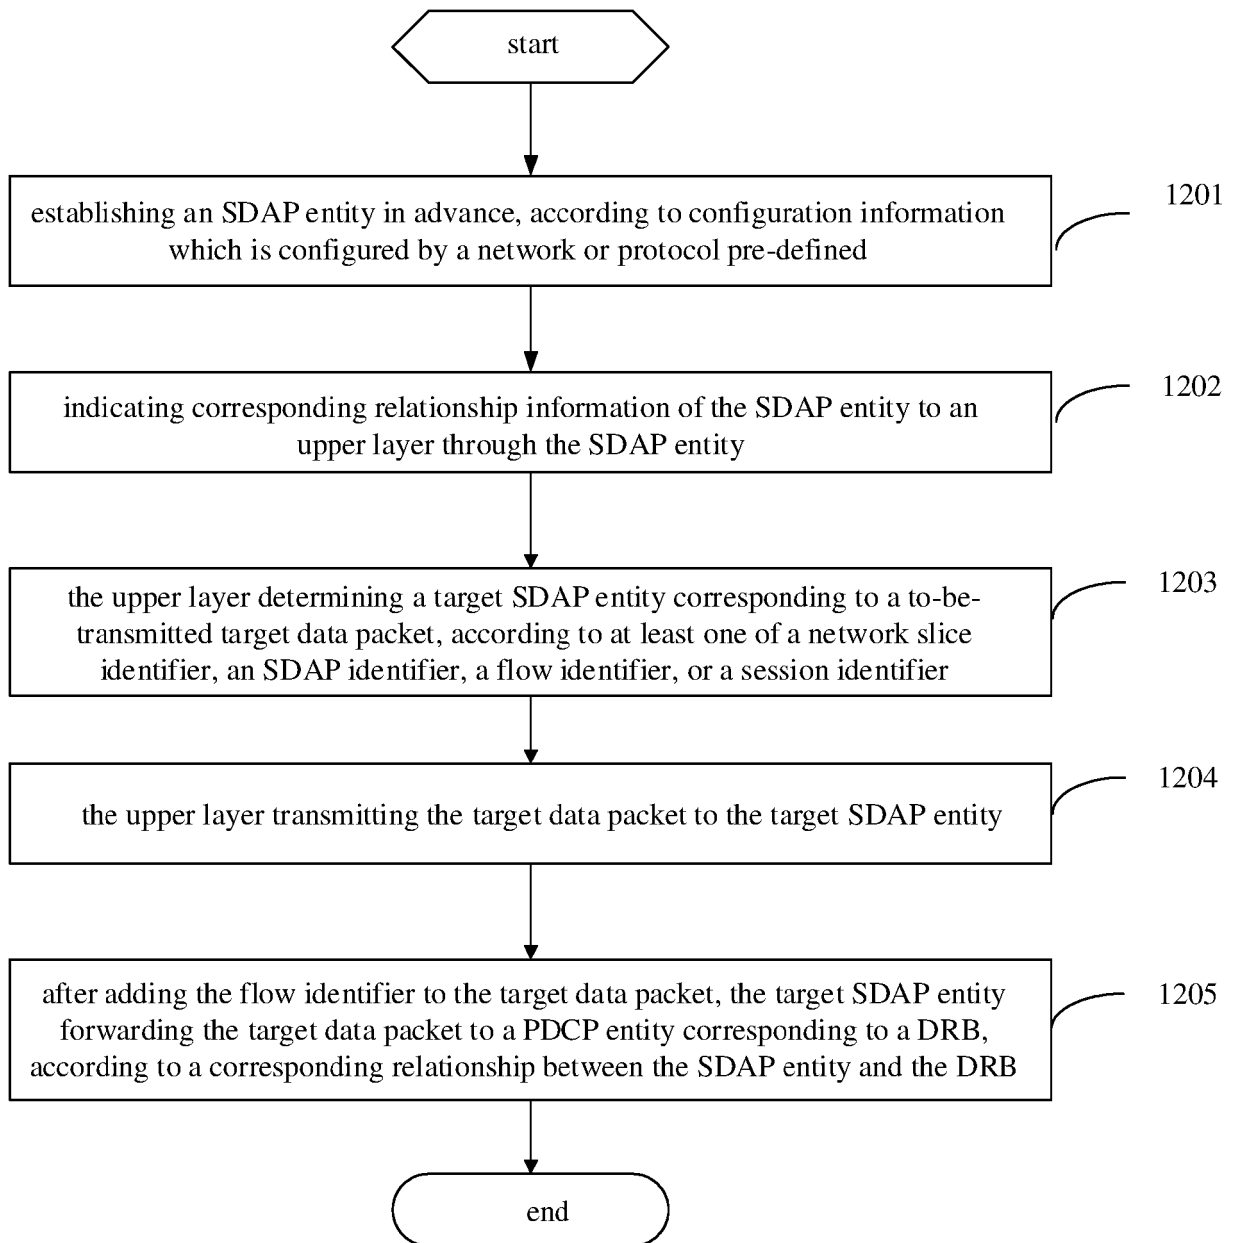 start
establishing an SDAP entity in advance, according to configuration information
which is configured by a network or protocol pre-defined
1201
indicating corresponding relationship information of the SDAP entity to an
upper layer through the SDAP entity
1202
the upper layer determining a target SDAP entity corresponding to a to-be-
transmitted target data packet, according to at least one of a network slice
identifier, an SDAP identifier, a flow identifier, or a session identifier
1203
the upper layer transmitting the target data packet to the target SDAP entity
1204
after adding the flow identifier to the target data packet, the target SDAP entity
forwarding the target data packet to a PDCP entity corresponding to a DRB,
according to a corresponding relationship between the SDAP entity and the DRB
1205
end